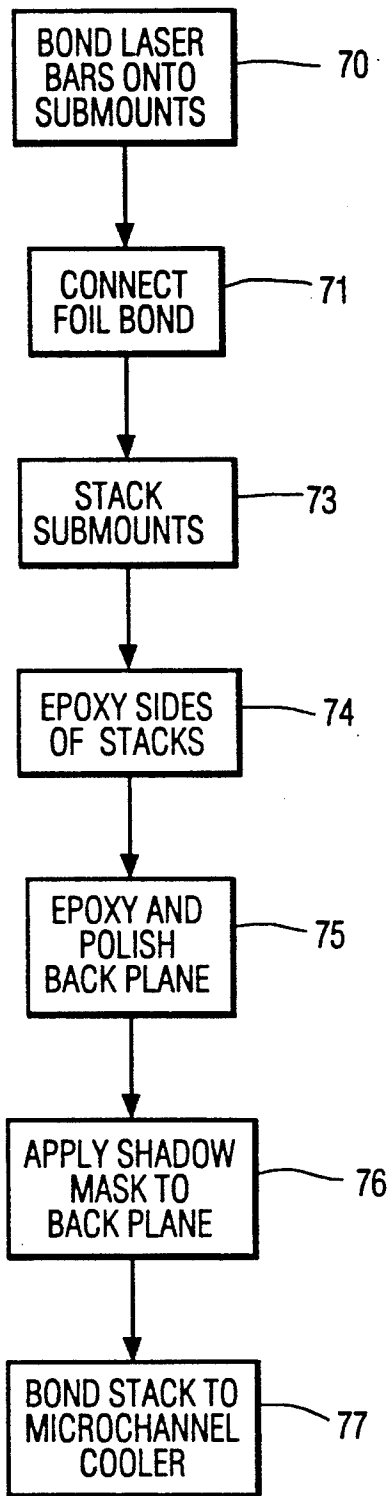 BOND LASER
BARS ONTO
SUBMOUNTS
70
CONNECT
FOIL BOND
71
STACK
SUBMOUNTS
73
EPOXY SIDES
OF STACKS
74
EPOXY AND
POLISH
BACK PLANE
75
APPLY SHADOW
MASK TO
BACK PLANE
76
BOND STACK TO
MICROCHANNEL
COOLER
77